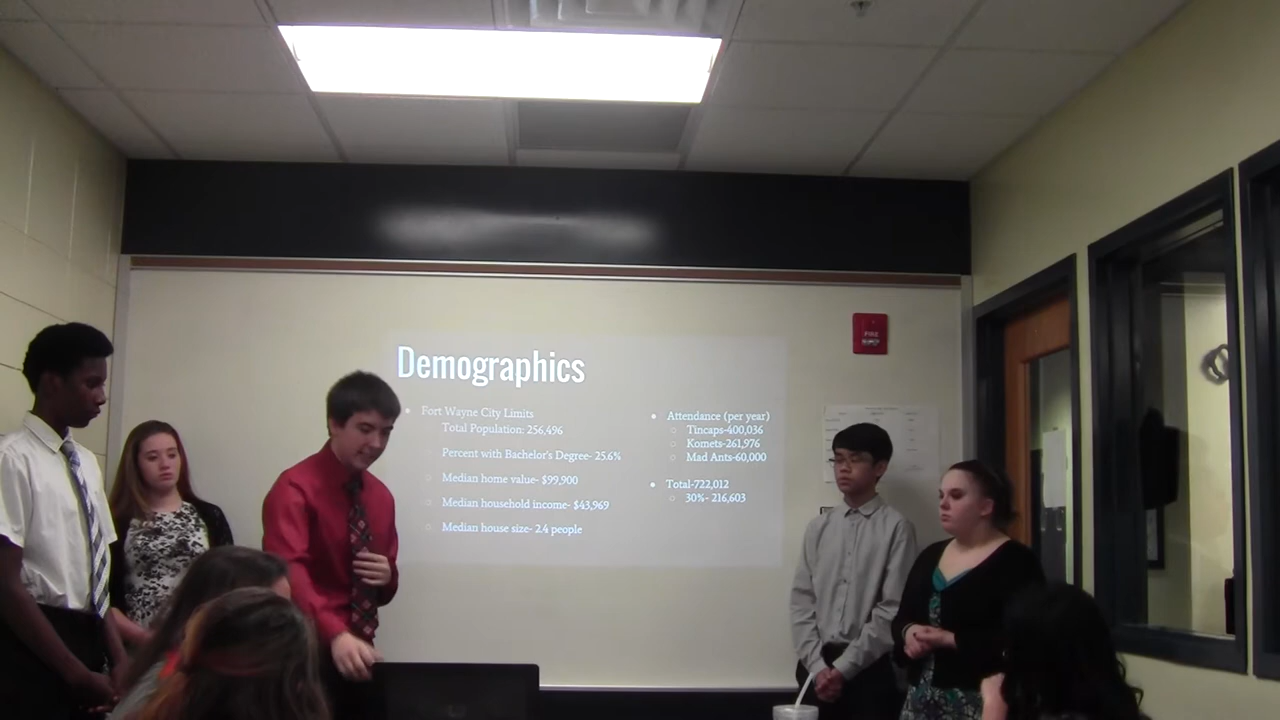 Demographics
Fort Wayne City Limits
Total Population: 256,496
Percent with Bachelor's Degree- 25.6%
Median home value- $99,900
Median household income- $43,969
Median house size- 2.4 people
Attendance (per year)
Tincaps-400,036
Komets-261,976
Mad Ants-60,000
Total-722,012
30%- 216,603
FIRE